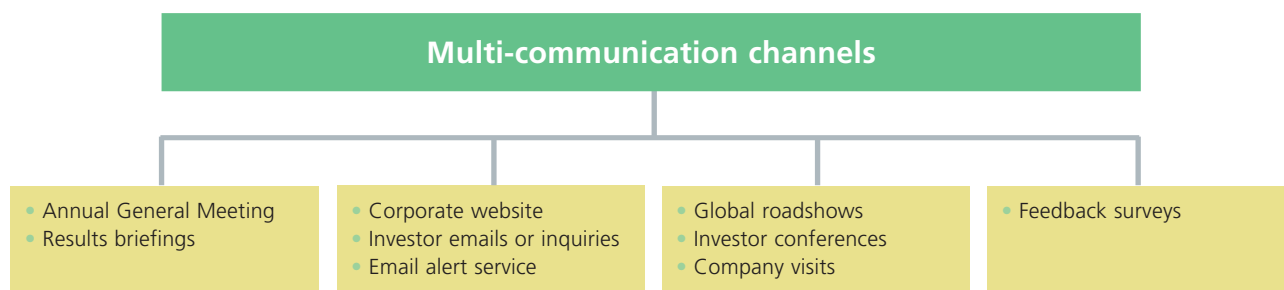 Multi-communication channels
• Annual General Meeting
• Results briefings
• Corporate website
• Investor emails or inquiries
• Email alert service
• Global roadshows
• Investor conferences
• Company visits
• Feedback surveys